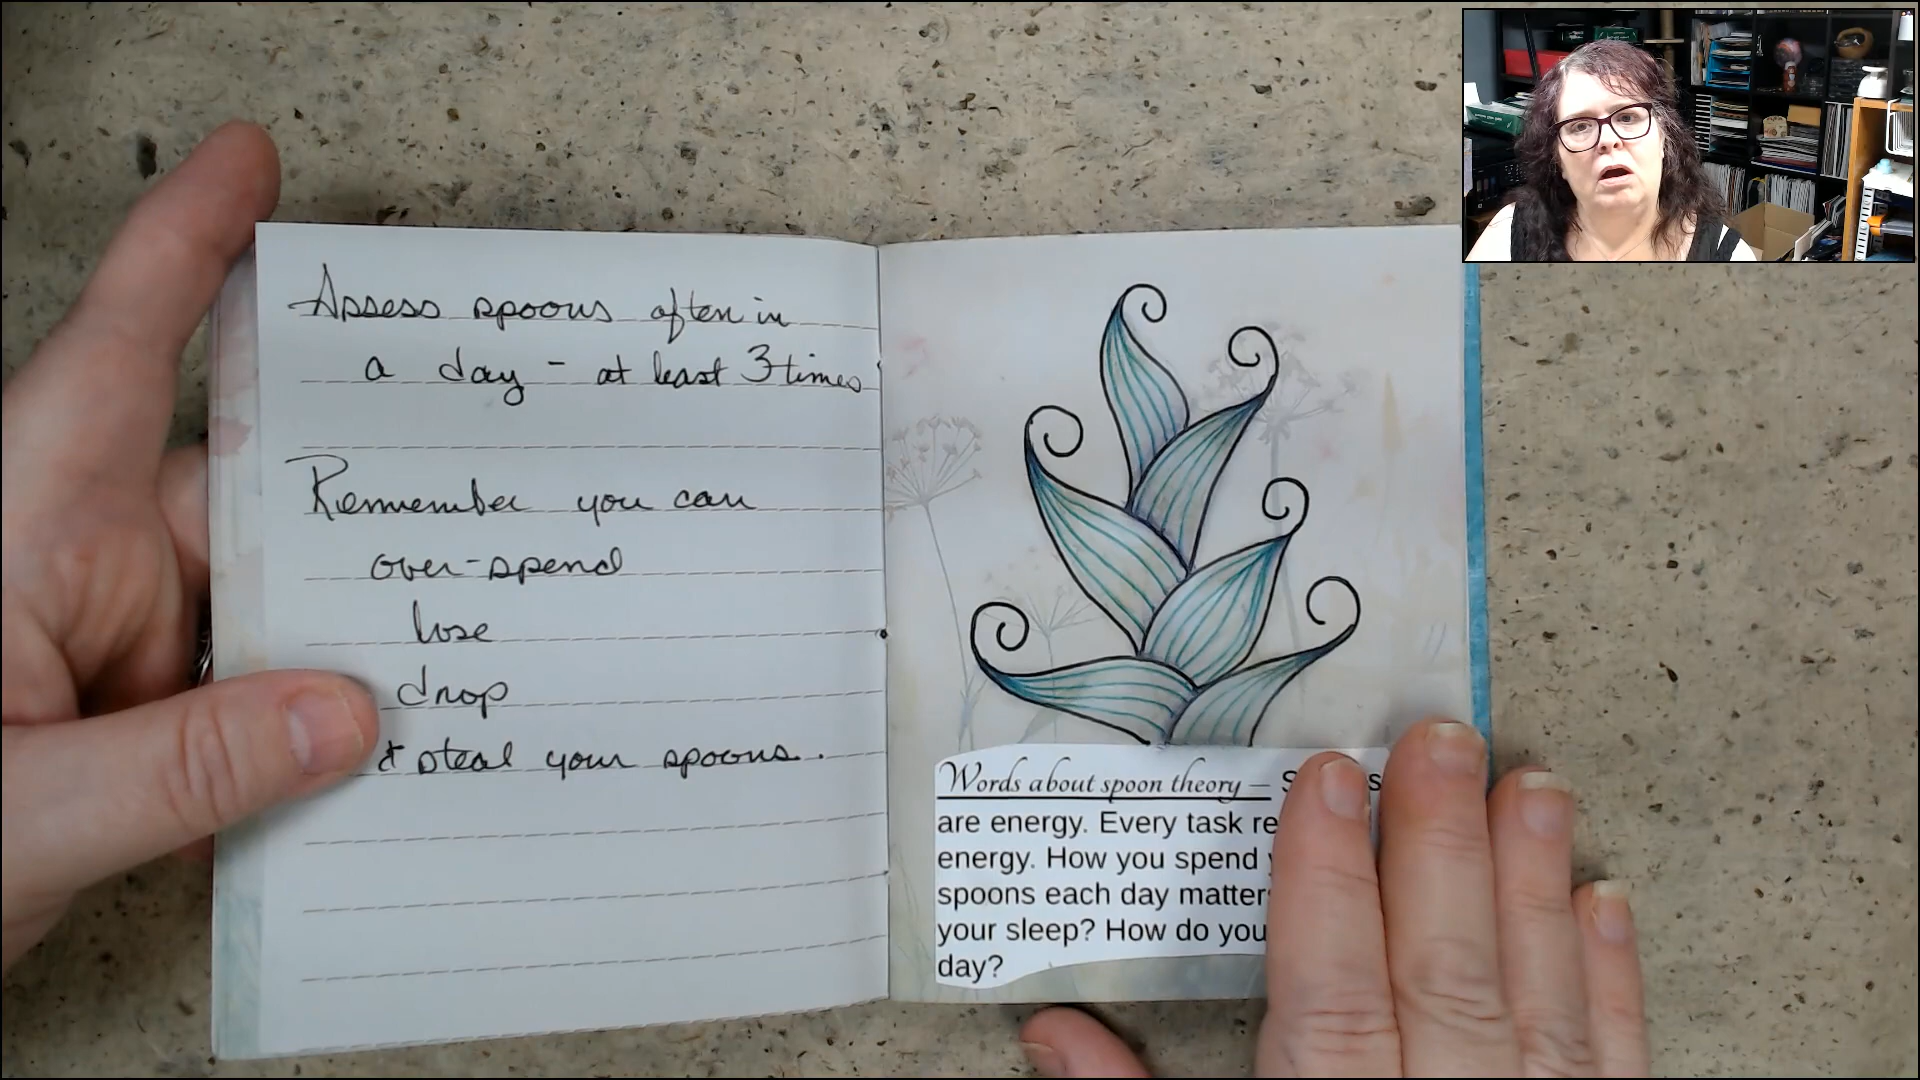 Assess spoons often in
a day - at least 3 times
Remember you can
over-spend
lose
drop
& steal your spoons.
Words about spoon theory —
are energy. Every task
energy. How you spend
spoons each day
your sleep? How do you
day?